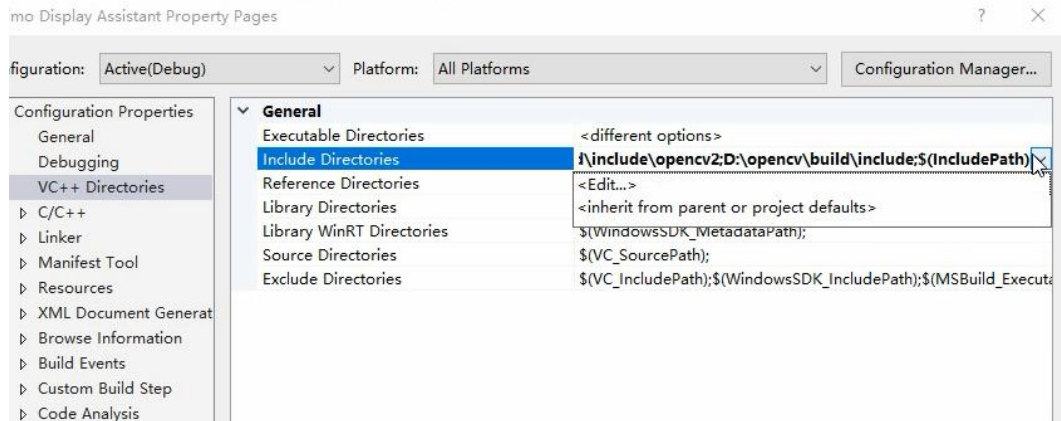 mo Display Assistant Property Pages
? ×
figuration: Active(Debug) Platform: All Platforms Configuration Manager...
Configuration Properties
General
Debugging
VC++ Directories
C/C++
Linker
Manifest Tool
Resources
XML Document Generat
Browse Information
Build Events
Custom Build Step
Code Analysis
General
Executable Directories <different options>
Include Directories d\include\opencv2;D:\opencv\build\include;$(IncludePath)
Reference Directories <Edit...>
Library Directories <inherit from parent or project defaults>
Library WinRT Directories $(WindowsSDK_MetadataPath);
Source Directories $(VC_SourcePath);
Exclude Directories $(VC_IncludePath);$(WindowsSDK_IncludePath);$(MSBuild_Executa